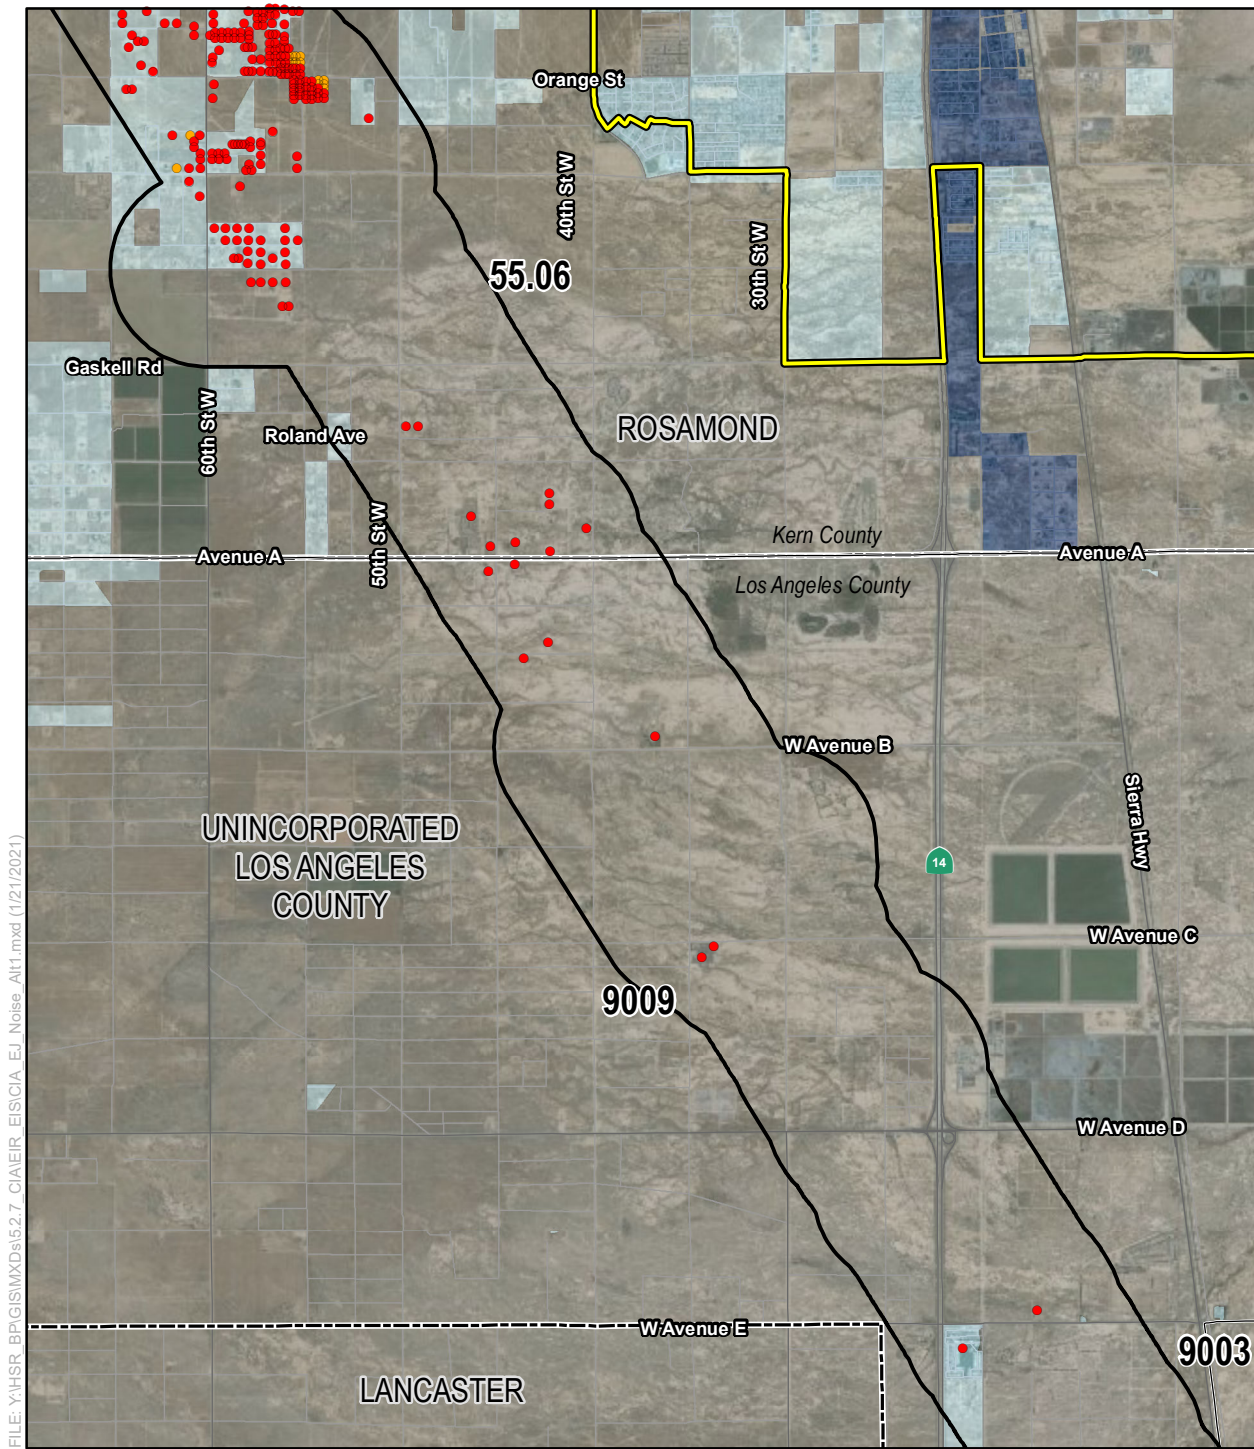 Orange St
40th St W
30th St W
55.06
Gaskell Rd
60th St W
Roland Ave
ROSAMOND
50th St W
Kern County
Avenue A
Avenue A
Los Angeles County
W Avenue B
Sierra Hwy
UNINCORPORATED
LOS ANGELES
COUNTY
14
W Avenue C
9009
W Avenue D
W Avenue E
9003
LANCASTER
FILE: Y:\HSR_BP\GIS\MXDs\5.2.7_CIA\EIR_EIS\CIA_EJ_Noise_Alt1.mxd (1/21/2021)